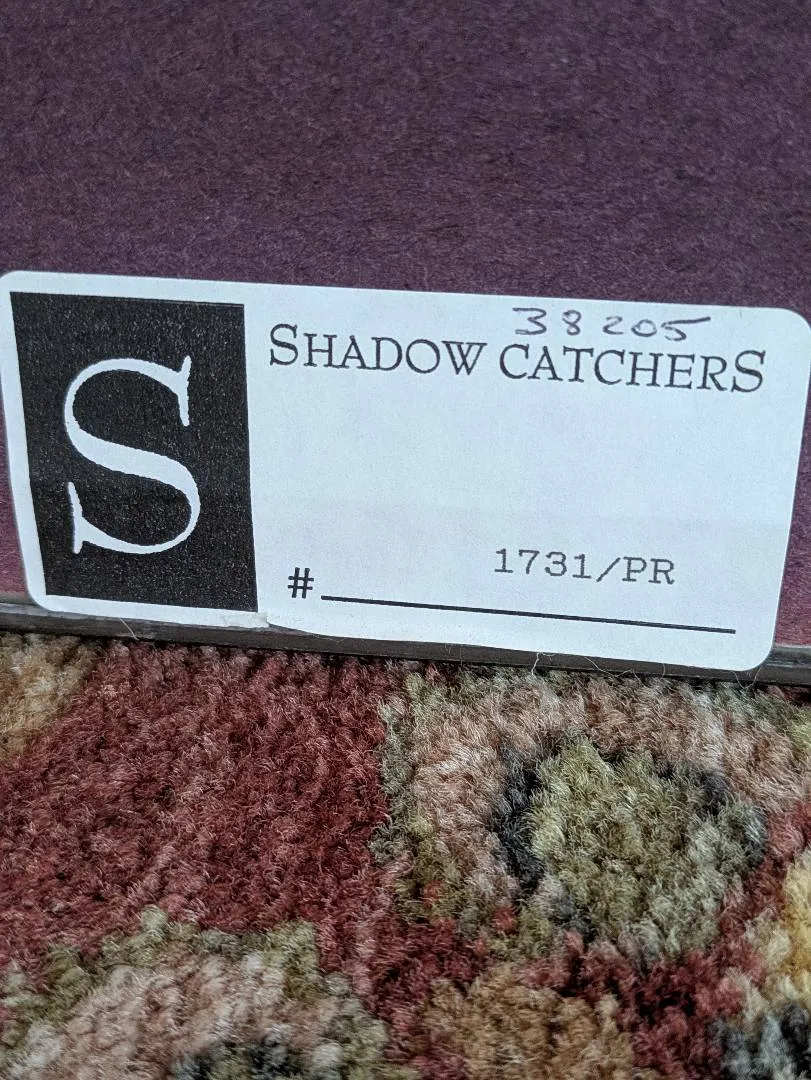 38205
S
SHADOW CATCHERS
# 1731/PR